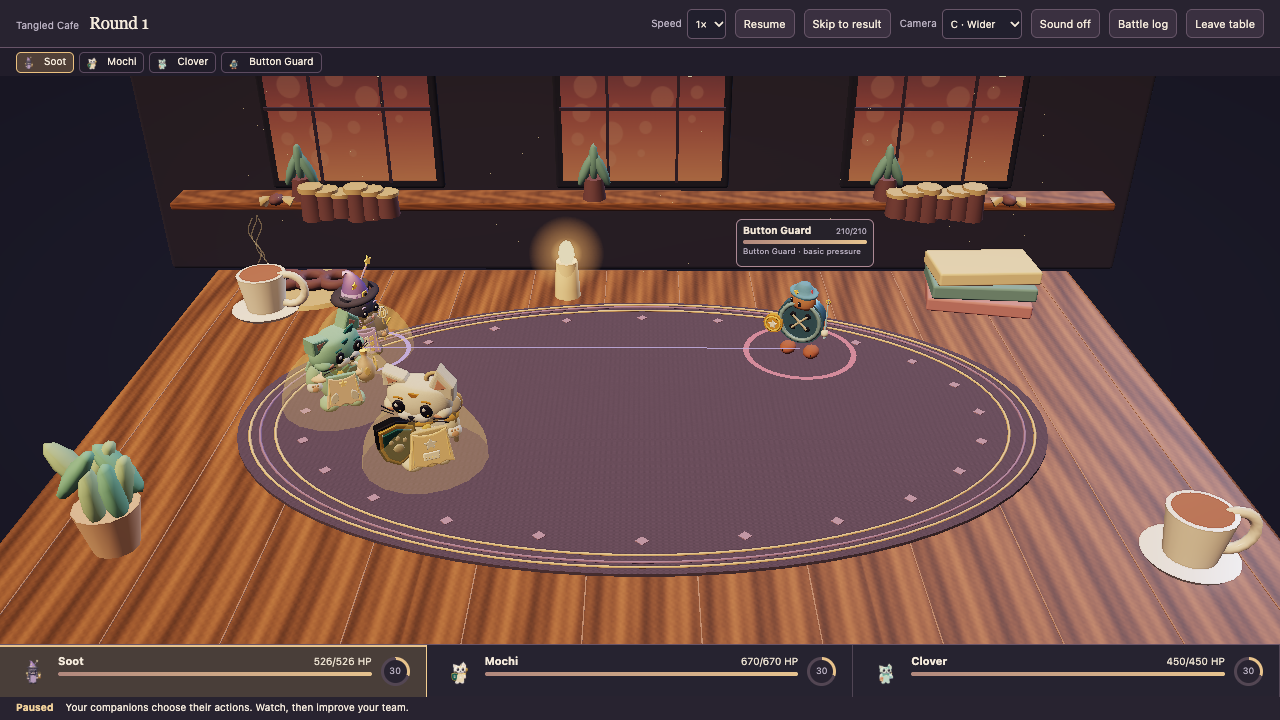 Tangled Cafe Round 1
Speed 1x Resume Skip to result Camera C · Wider Sound off Battle log Leave table
Soot Mochi Clover Button Guard
Button Guard 210/210
Button Guard · basic pressure
Soot 526/526 HP 30
Mochi 670/670 HP 30
Clover 450/450 HP 30
Paused Your companions choose their actions. Watch, then improve your team.